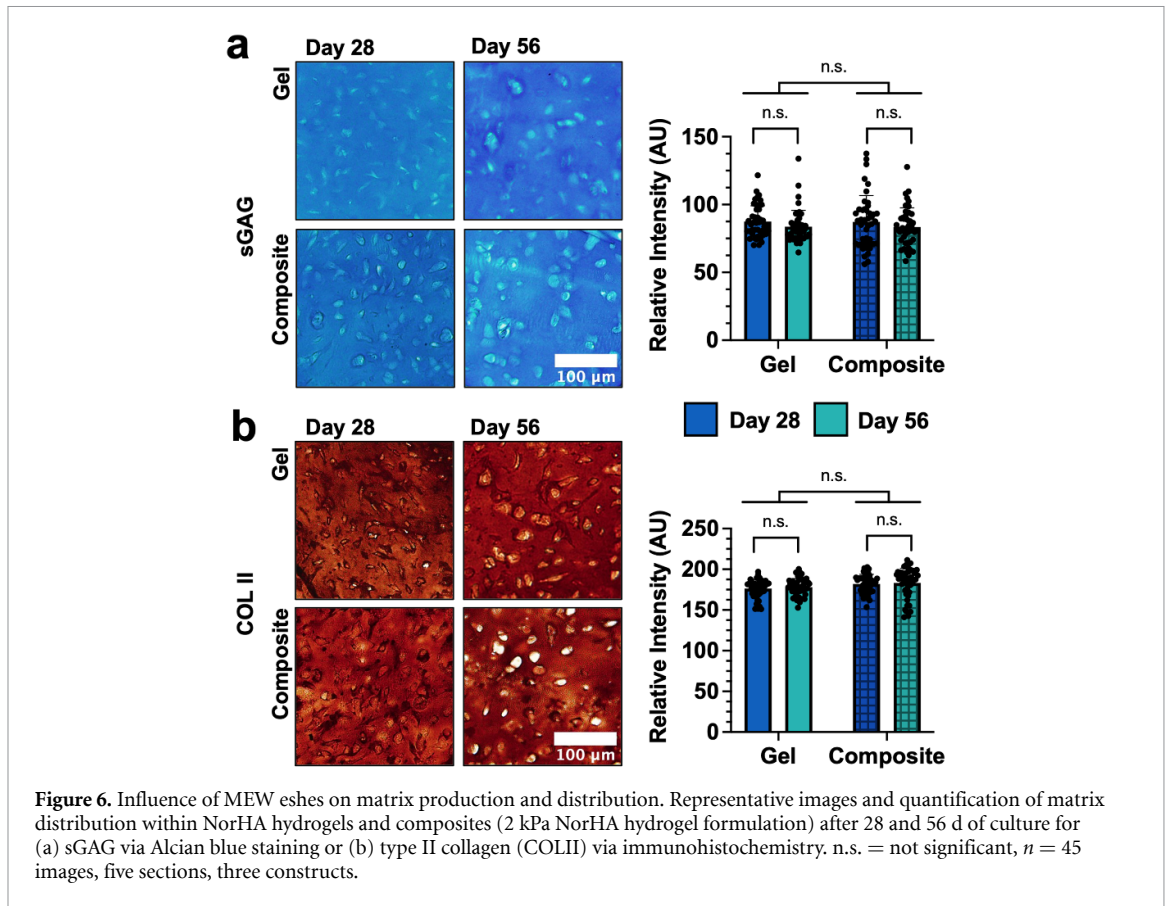 a
Day 28
Day 56
Gel
Composite
sGAG
100 μm
n.s.
n.s.
n.s.
Relative Intensity (AU)
150
100
50
0
Gel
Composite
Day 28
Day 56
b
Day 28
Day 56
Gel
Composite
COL II
100 μm
n.s.
n.s.
n.s.
Relative Intensity (AU)
250
200
150
100
50
0
Gel
Composite
Figure 6. Influence of MEW eshes on matrix production and distribution. Representative images and quantification of matrix
distribution within NorHA hydrogels and composites (2 kPa NorHA hydrogel formulation) after 28 and 56 d of culture for
(a) sGAG via Alcian blue staining or (b) type II collagen (COLII) via immunohistochemistry. n.s. = not significant, n = 45
images, five sections, three constructs.